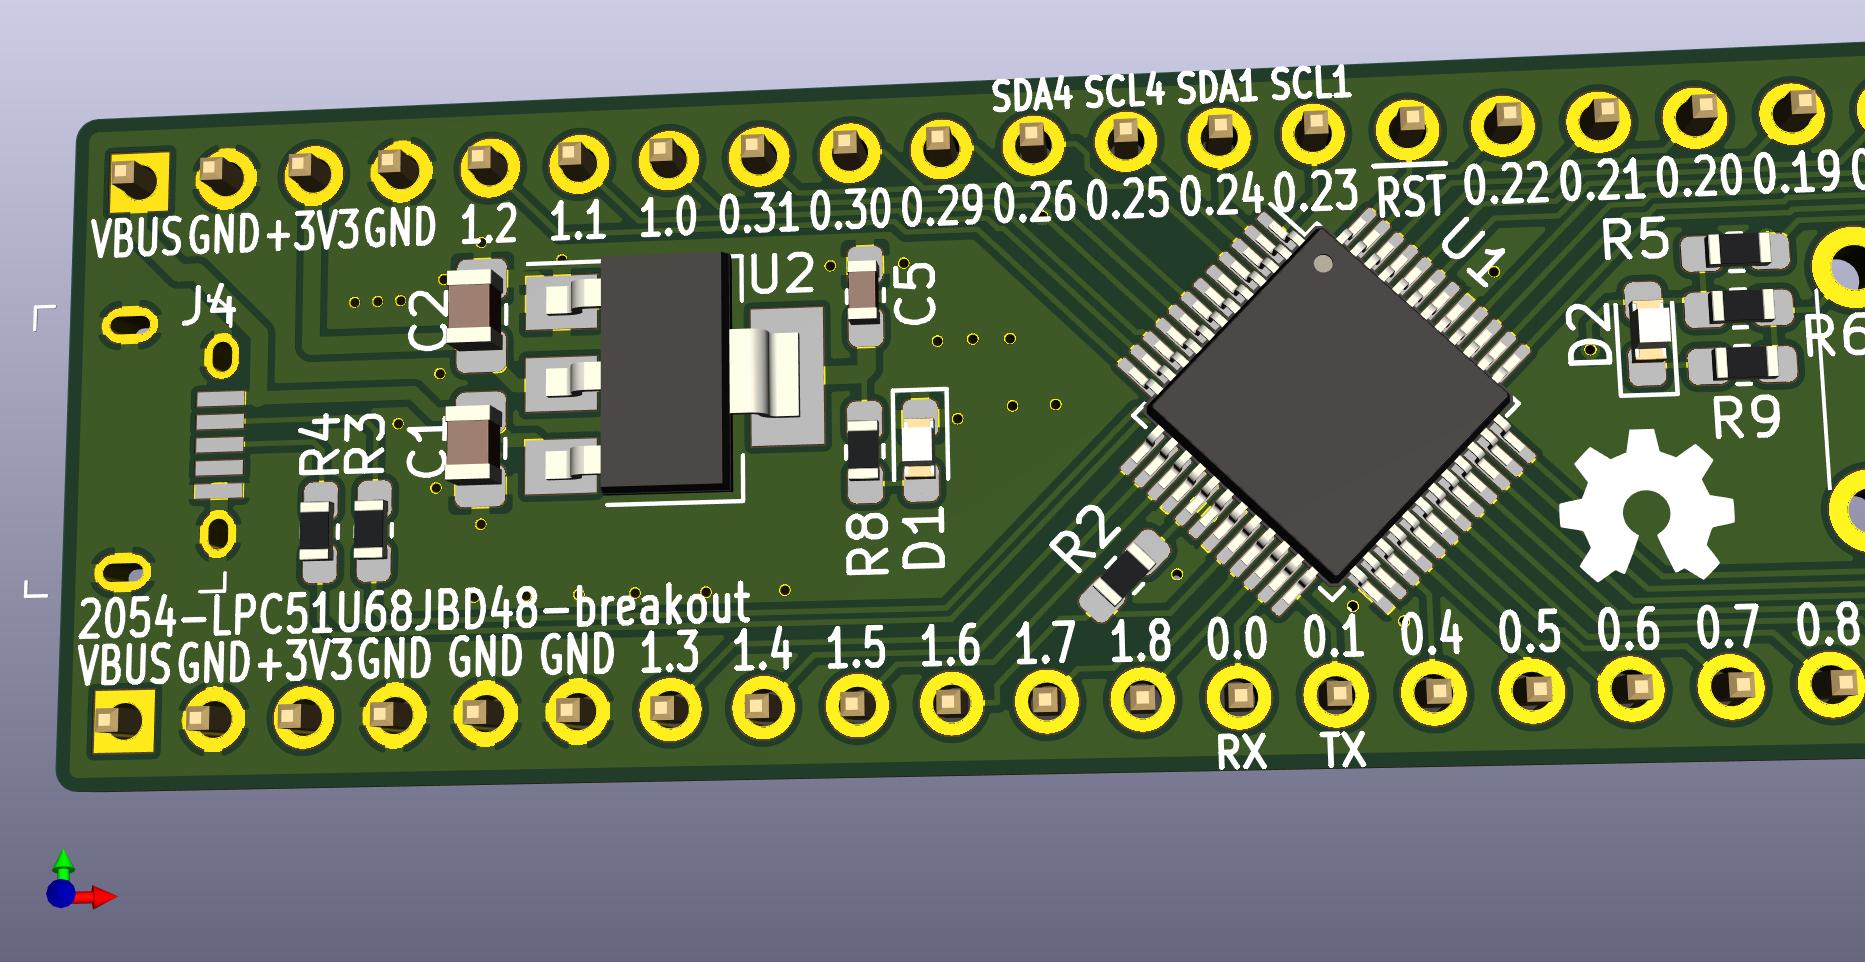 SDA4 SCL4 SDA1 SCL1
VBUS GND +3V3 GND 1.2 1.1 1.0 0.31 0.30 0.29 0.26 0.25 0.24 0.23 RST 0.22 0.21 0.20 0.19
J4
C2
U2
C5
U1
R5
D2
R6
R9
R4
R3
C1
R8
D1
R2
2054-LPC51U68JBD48-breakout
VBUS GND +3V3 GND GND GND 1.3 1.4 1.5 1.6 1.7 1.8 0.0 0.1 0.4 0.5 0.6 0.7 0.8
RX TX